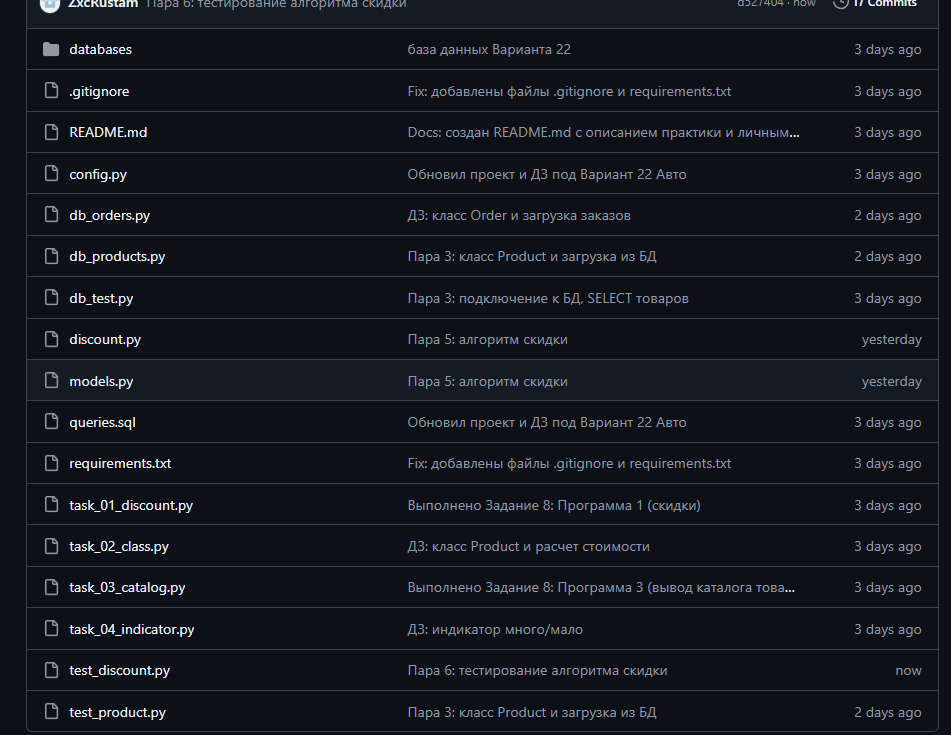 ZxcRustam Пара 6: тестирование алгоритма скидки d527404 · now 17 Commits
databases база данных Варианта 22 3 days ago
.gitignore Fix: добавлены файлы .gitignore и requirements.txt 3 days ago
README.md Docs: создан README.md с описанием практики и личным... 3 days ago
config.py Обновил проект и ДЗ под Вариант 22 Авто 3 days ago
db_orders.py ДЗ: класс Order и загрузка заказов 2 days ago
db_products.py Пара 3: класс Product и загрузка из БД 2 days ago
db_test.py Пара 3: подключение к БД, SELECT товаров 3 days ago
discount.py Пара 5: алгоритм скидки yesterday
models.py Пара 5: алгоритм скидки yesterday
queries.sql Обновил проект и ДЗ под Вариант 22 Авто 3 days ago
requirements.txt Fix: добавлены файлы .gitignore и requirements.txt 3 days ago
task_01_discount.py Выполнено Задание 8: Программа 1 (скидки) 3 days ago
task_02_class.py ДЗ: класс Product и расчет стоимости 3 days ago
task_03_catalog.py Выполнено Задание 8: Программа 3 (вывод каталога това... 3 days ago
task_04_indicator.py ДЗ: индикатор много/мало 3 days ago
test_discount.py Пара 6: тестирование алгоритма скидки now
test_product.py Пара 3: класс Product и загрузка из БД 2 days ago